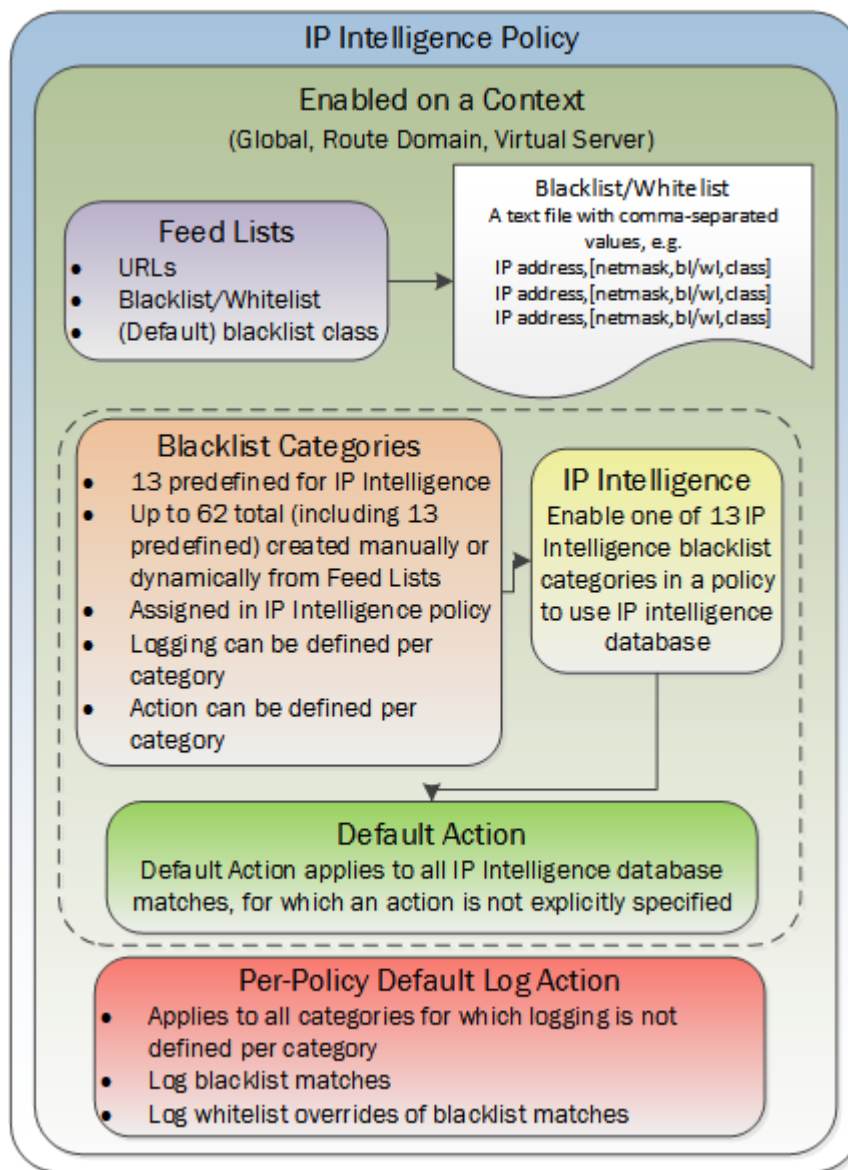 IP Intelligence Policy
Enabled on a Context
(Global, Route Domain, Virtual Server)
Feed Lists
• URLs
• Blacklist/Whitelist
• (Default) blacklist class
Blacklist/Whitelist
A text file with comma-separated
values, e.g.
IP address,[netmask,bl/wl,class]
IP address,[netmask,bl/wl,class]
IP address,[netmask,bl/wl,class]
Blacklist Categories
• 13 predefined for IP Intelligence
• Up to 62 total (including 13
predefined) created manually or
dynamically from Feed Lists
• Assigned in IP Intelligence policy
• Logging can be defined per
category
• Action can be defined per
category
IP Intelligence
Enable one of 13 IP
Intelligence blacklist
categories in a policy
to use IP intelligence
database
Default Action
Default Action applies to all IP Intelligence database
matches, for which an action is not explicitly specified
Per-Policy Default Log Action
• Applies to all categories for which logging is not
defined per category
• Log blacklist matches
• Log whitelist overrides of blacklist matches